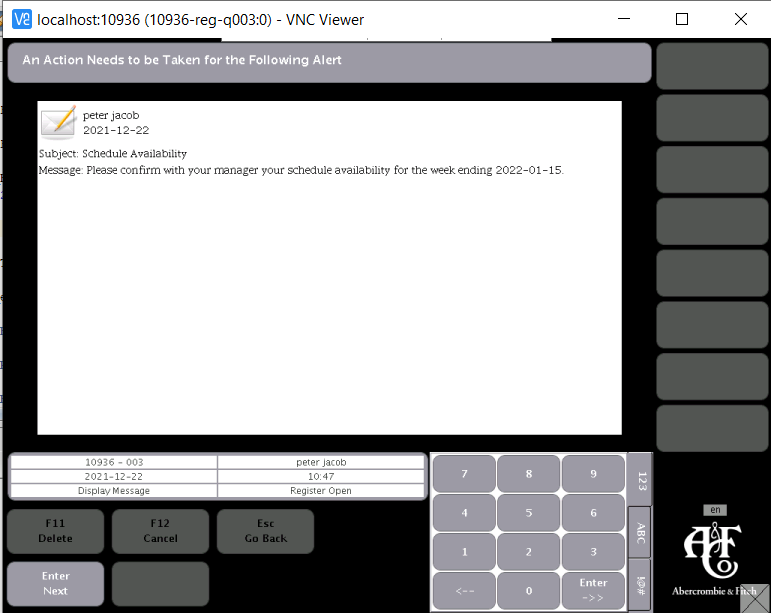 localhost:10936 (10936-reg-q003:0) - VNC Viewer
An Action Needs to be Taken for the Following Alert
peter jacob
2021-12-22
Subject: Schedule Availability
Message: Please confirm with your manager your schedule availability for the week ending 2022-01-15.
10936 - 003
peter jacob
2021-12-22
10:47
Display Message
Register Open
F11
Delete
F12
Cancel
Esc
Go Back
Enter
Next
7
8
9
4
5
6
1
2
3
<--
0
Enter
->>
123
ABC
!@#
en
A&F
Co
Abercrombie & Fitch